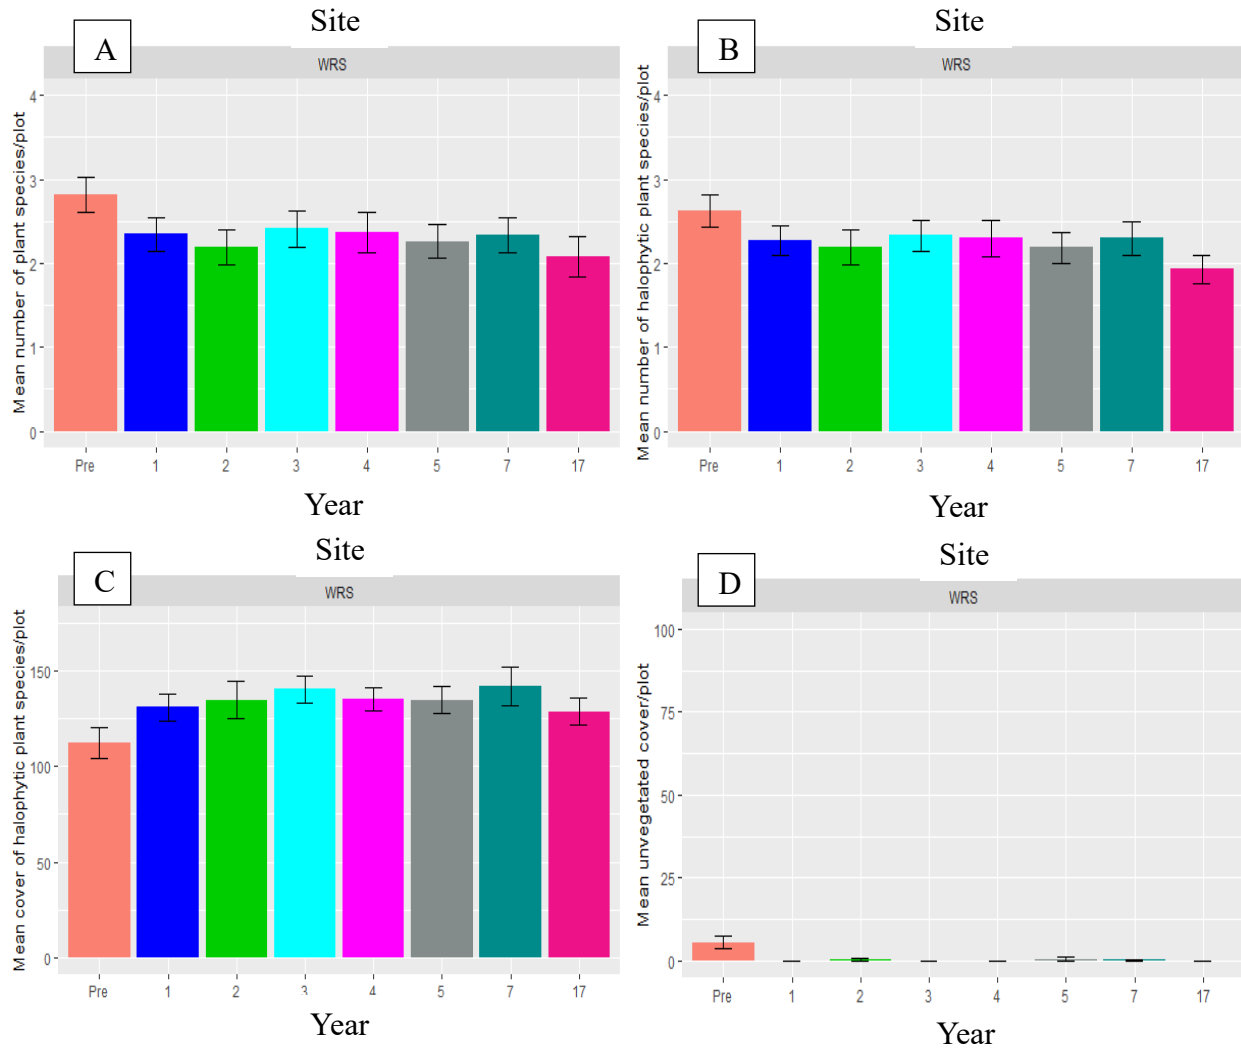 Site
A
WRS
Mean number of plant species/plot
4
3
2
1
0
Pre 1 2 3 4 5 7 17
Year
Site
B
WRS
Mean number of halophytic plant species/plot
4
3
2
1
0
Pre 1 2 3 4 5 7 17
Year
Site
C
WRS
Mean cover of halophytic plant species/plot
150
100
50
0
Pre 1 2 3 4 5 7 17
Year
Site
D
WRS
Mean unvegetated cover/plot
100
75
50
25
0
Pre 1 2 3 4 5 7 17
Year